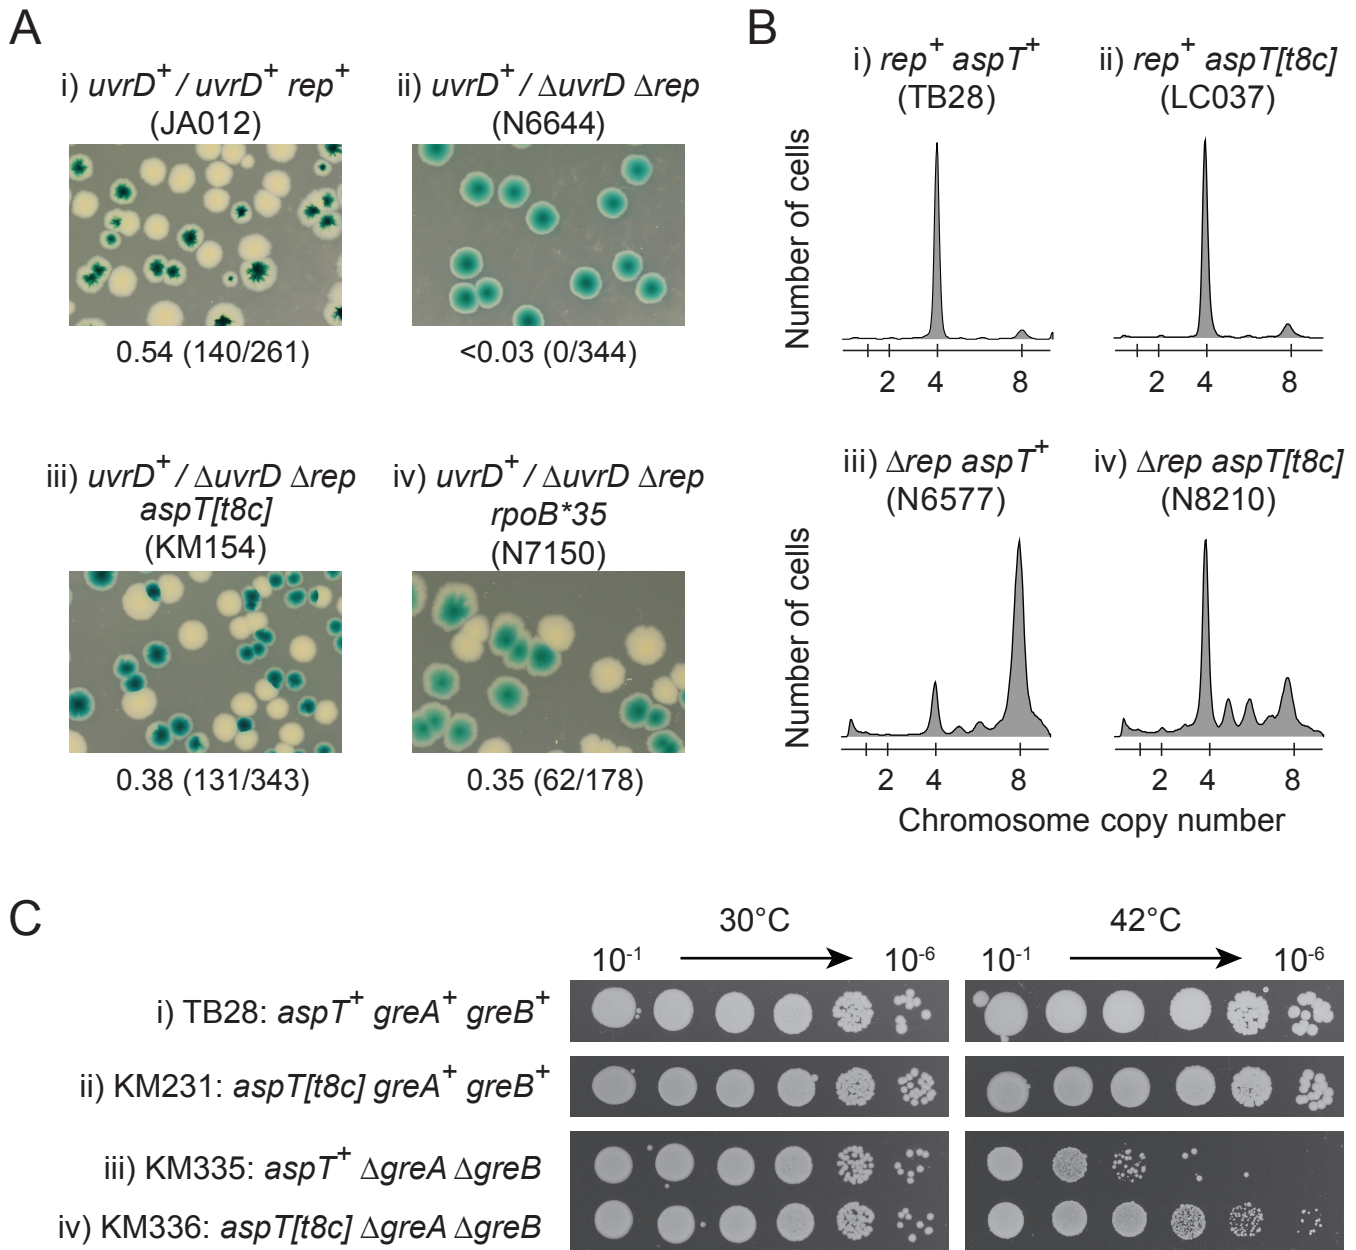 A
i) uvrD+ / uvrD+ rep+
(JA012)
0.54 (140/261)
ii) uvrD+ / ΔuvrD Δrep
(N6644)
<0.03 (0/344)
iii) uvrD+ / ΔuvrD Δrep
aspT[t8c]
(KM154)
0.38 (131/343)
iv) uvrD+ / ΔuvrD Δrep
rpoB*35
(N7150)
0.35 (62/178)
B
i) rep+ aspT+
(TB28)
Number of cells
2 4 8
ii) rep+ aspT[t8c]
(LC037)
2 4 8
iii) Δrep aspT+
(N6577)
Number of cells
2 4 8
iv) Δrep aspT[t8c]
(N8210)
2 4 8
Chromosome copy number
C
30°C 42°C
10-1 10-6 10-1 10-6
i) TB28: aspT+ greA+ greB+
ii) KM231: aspT[t8c] greA+ greB+
iii) KM335: aspT+ ΔgreA ΔgreB
iv) KM336: aspT[t8c] ΔgreA ΔgreB